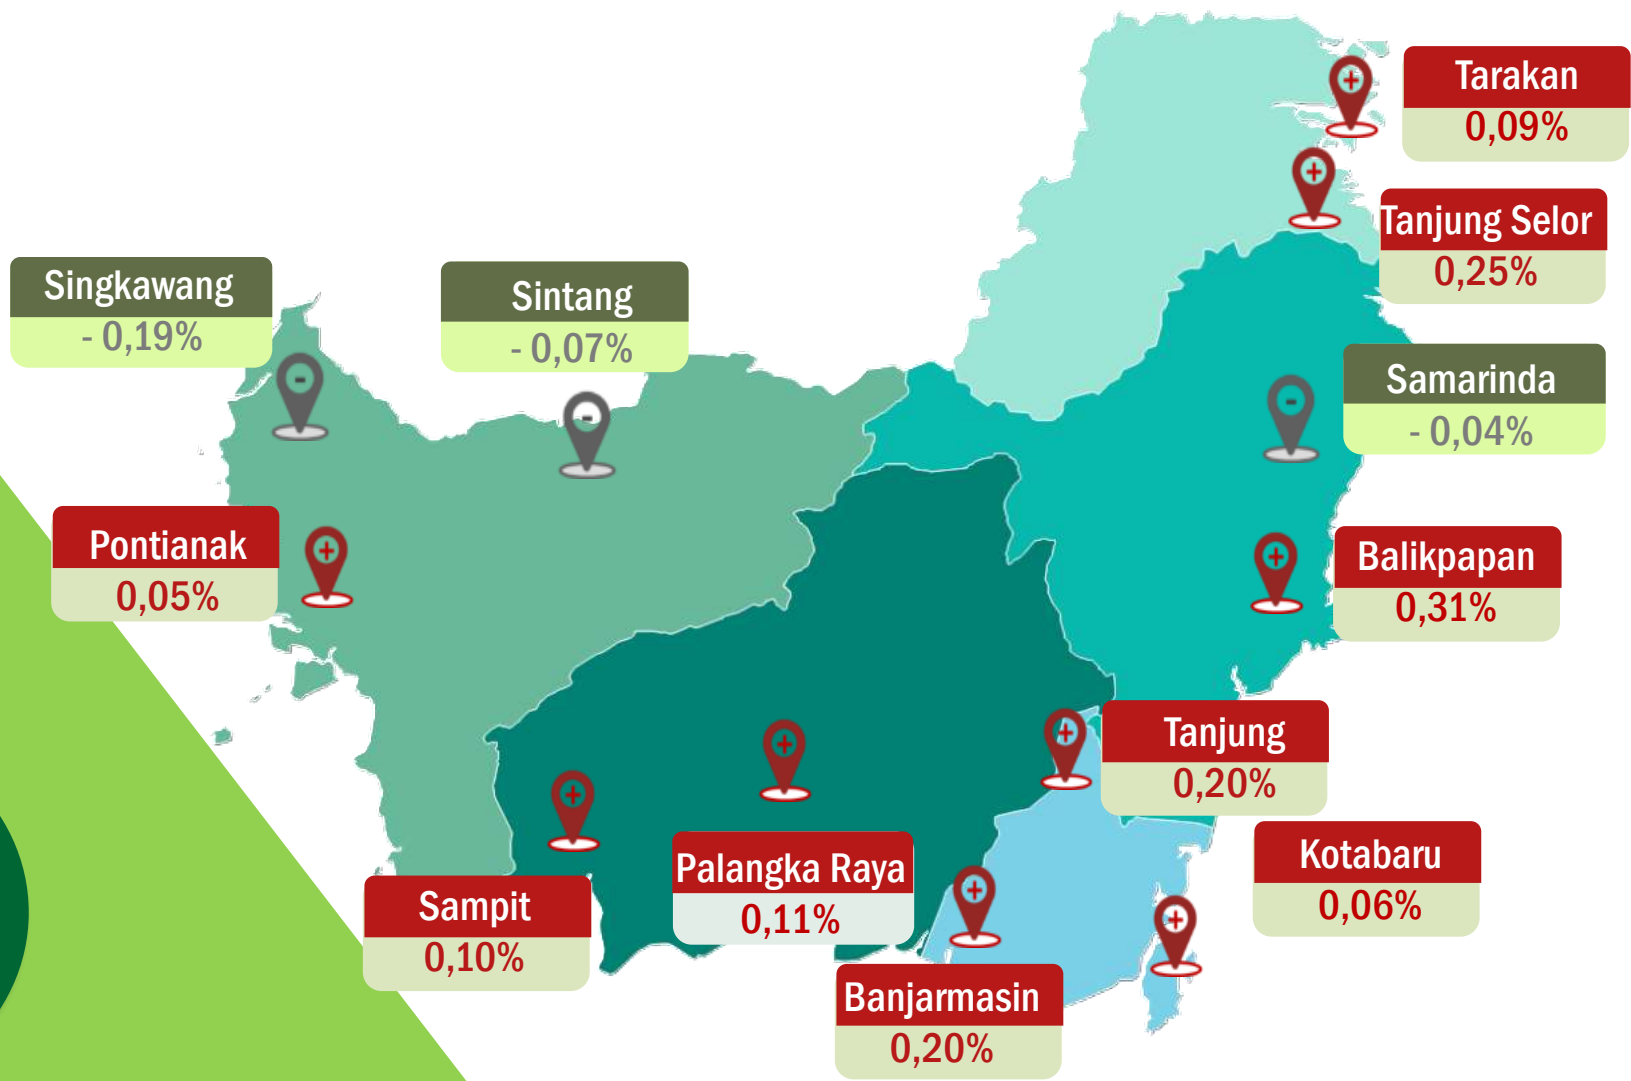 Tarakan
0,09%
Tanjung Selor
0,25%
Singkawang
- 0,19%
Sintang
- 0,07%
Samarinda
- 0,04%
Pontianak
0,05%
Balikpapan
0,31%
Tanjung
0,20%
Kotabaru
0,06%
Palangka Raya
0,11%
Sampit
0,10%
Banjarmasin
0,20%